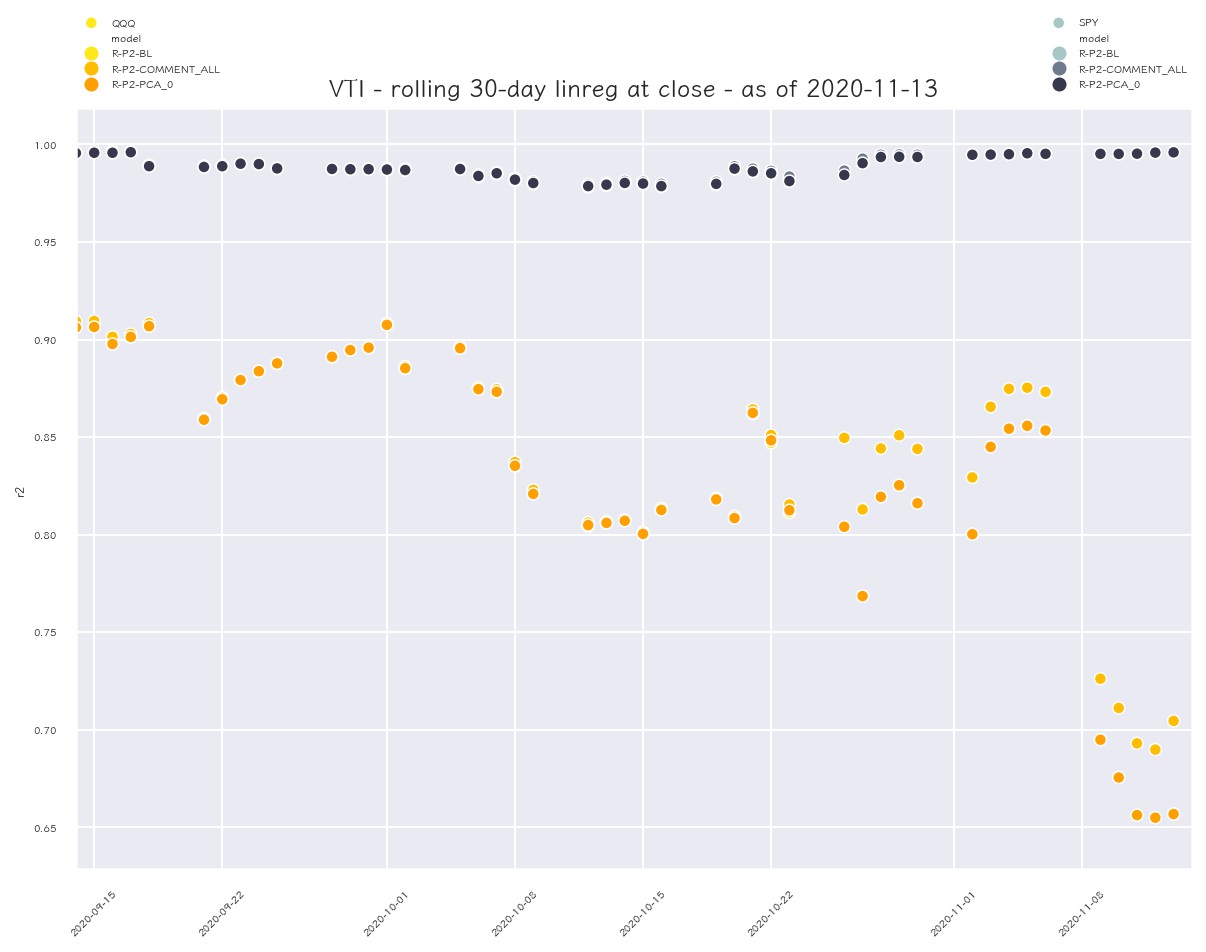 QQQ
model
R-P2-BL
R-P2-COMMENT_ALL
R-P2-PCA_0
SPY
model
R-P2-BL
R-P2-COMMENT_ALL
R-P2-PCA_0
VTI - rolling 30-day linreg at close - as of 2020-11-13
1.00
0.95
0.90
0.85
0.80
0.75
0.70
0.65
r2
2020-09-15
2020-09-22
2020-10-01
2020-10-08
2020-10-15
2020-10-22
2020-11-01
2020-11-08